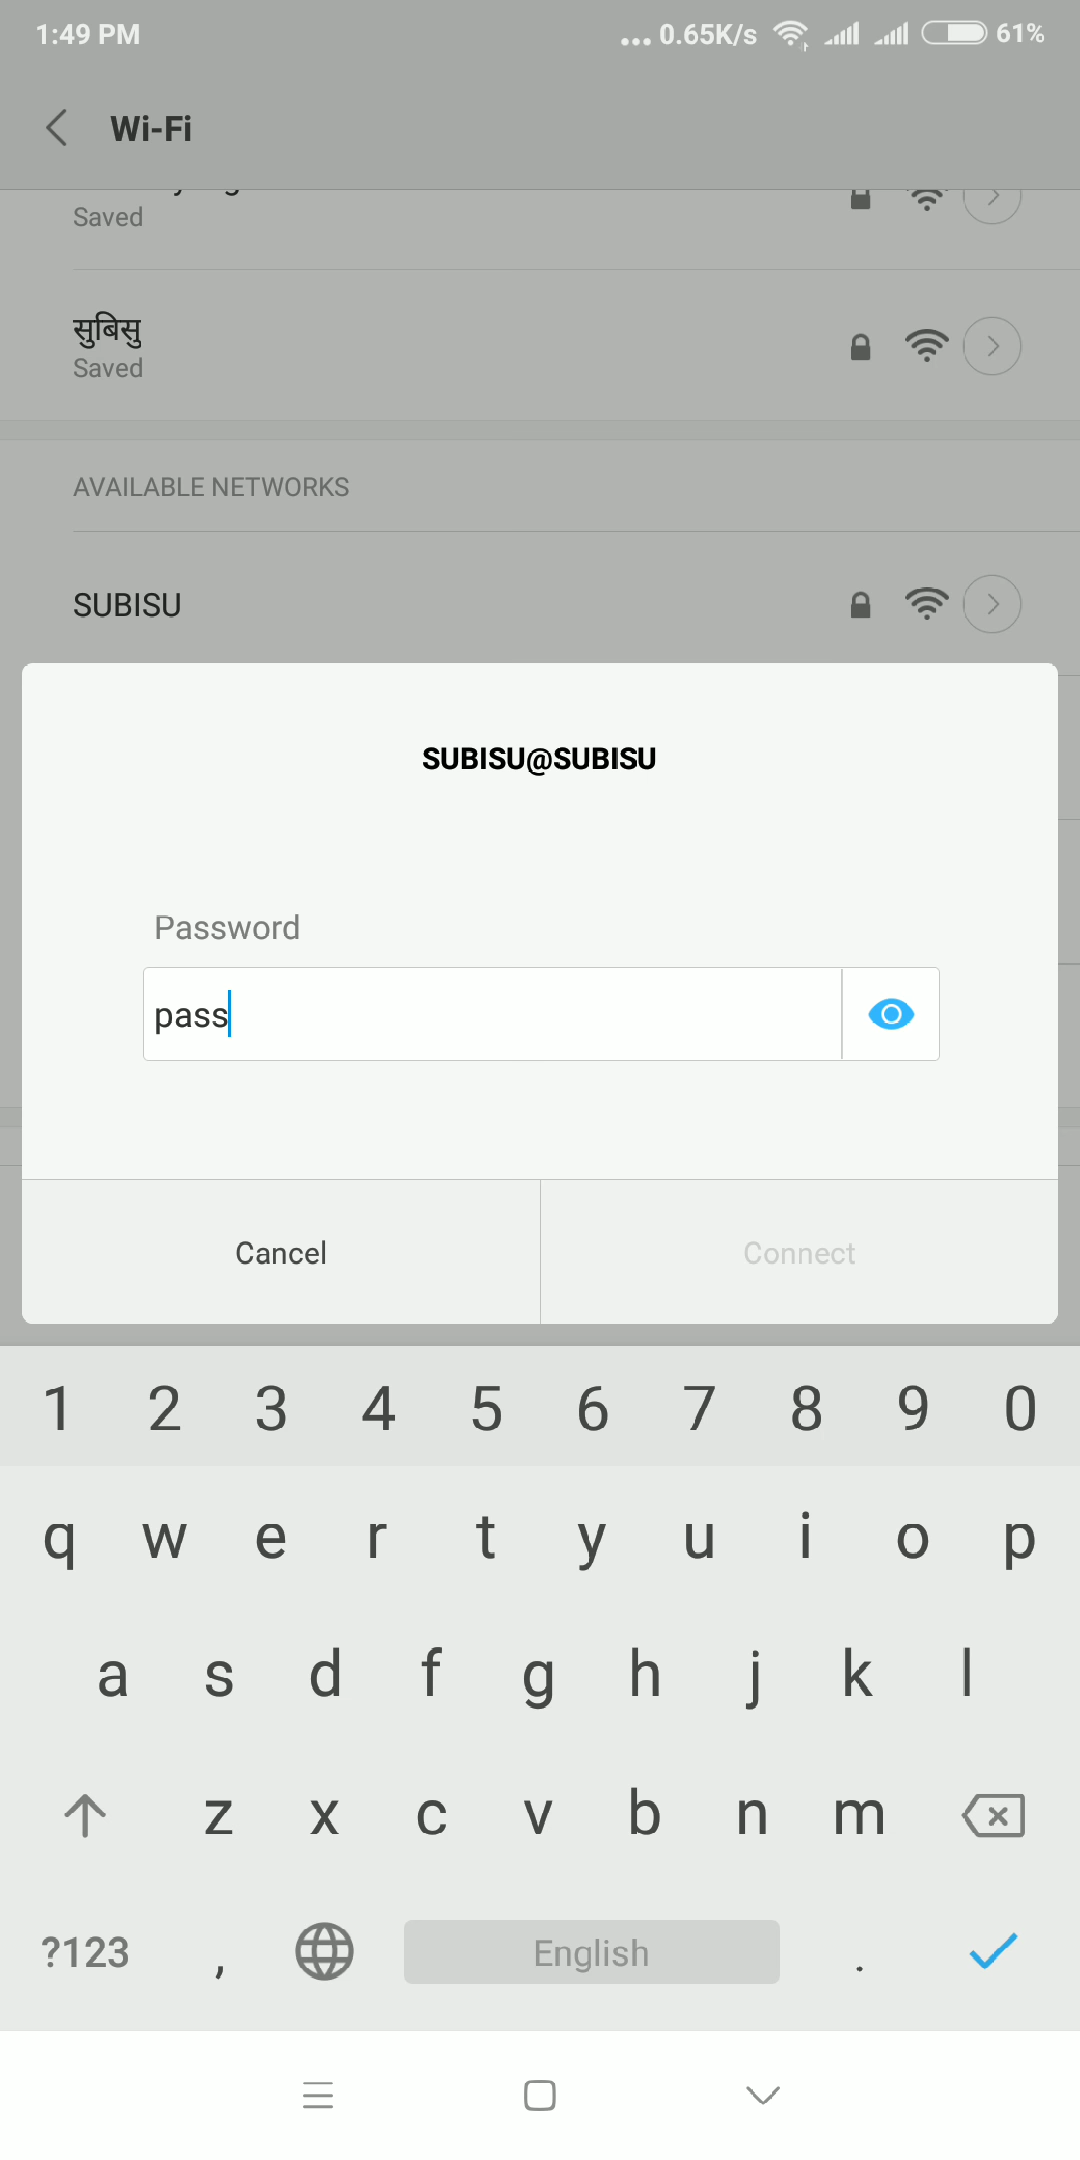 1:49 PM
... 0.65K/s 61%
Wi-Fi
Saved
सुबिसु
Saved
AVAILABLE NETWORKS
SUBISU
SUBISU@SUBISU
Password
pass
Cancel Connect
1 2 3 4 5 6 7 8 9 0
q w e r t y u i o p
a s d f g h j k l
z x c v b n m
?123 , English .